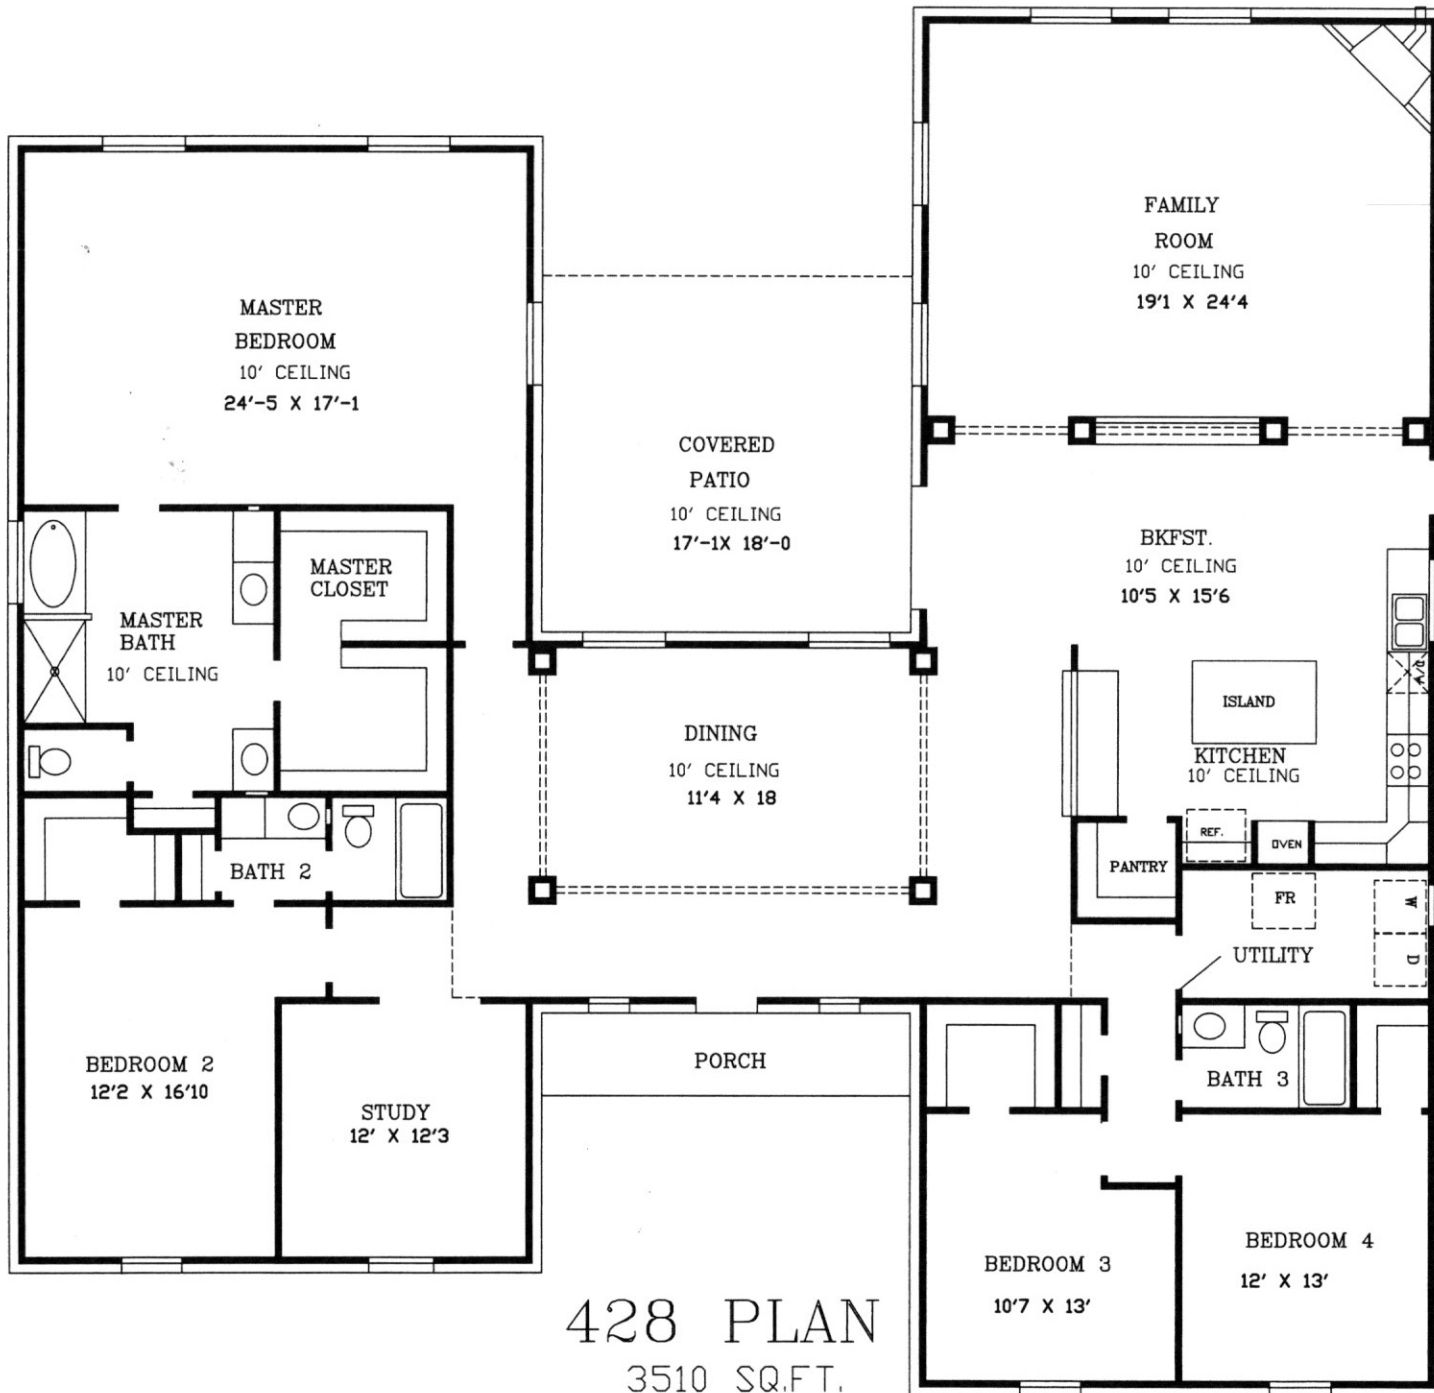 FAMILY
ROOM
10' CEILING
19'1 X 24'4
MASTER
BEDROOM
10' CEILING
24'-5 X 17'-1
COVERED
PATIO
10' CEILING
17'-1X 18'-0
BKFST.
10' CEILING
10'5 X 15'6
MASTER
CLOSET
MASTER
BATH
10' CEILING
ISLAND
KITCHEN
10' CEILING
DINING
10' CEILING
11'4 X 18
REF.
OVEN
PANTRY
BATH 2
FR
W
D
UTILITY
BEDROOM 2
12'2 X 16'10
STUDY
12' X 12'3
PORCH
BATH 3
BEDROOM 3
10'7 X 13'
BEDROOM 4
12' X 13'
428 PLAN
3510 SQ.FT.